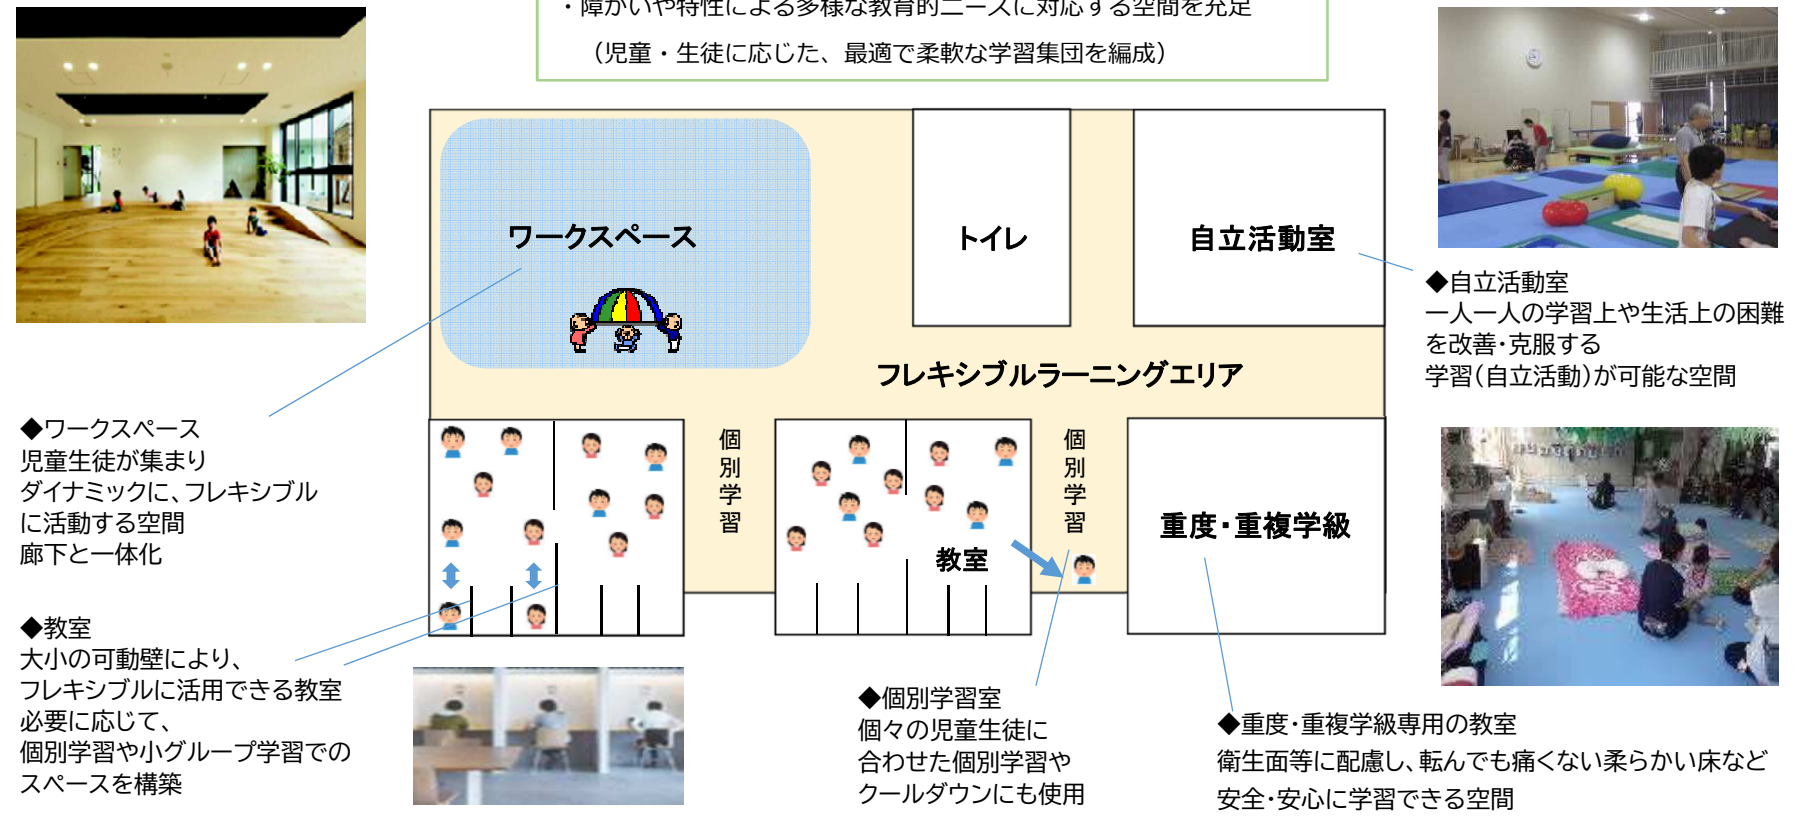 ・障がいや特性による多様な教育的ニーズに対応する空間を充足
（児童・生徒に応じた、最適で柔軟な学習集団を編成）
ワークスペース
トイレ
自立活動室
フレキシブルラーニングエリア
個別学習
個別学習
教室
重度・重複学級
◆自立活動室
一人一人の学習上や生活上の困難
を改善・克服する
学習（自立活動）が可能な空間
◆ワークスペース
児童生徒が集まり
ダイナミックに、フレキシブル
に活動する空間
廊下と一体化
◆教室
大小の可動壁により、
フレキシブルに活用できる教室
必要に応じて、
個別学習や小グループ学習での
スペースを構築
◆個別学習室
個々の児童生徒に
合わせた個別学習や
クールダウンにも使用
◆重度・重複学級専用の教室
衛生面等に配慮し、転んでも痛くない柔らかい床など
安全・安心に学習できる空間